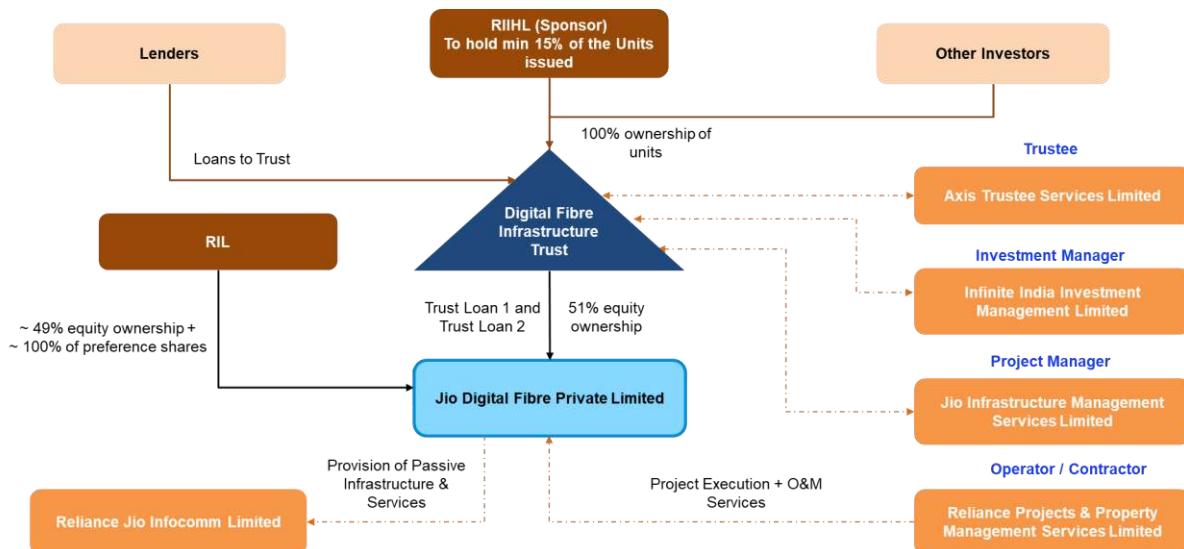 Lenders
RIIHL (Sponsor)
To hold min 15% of the Units
issued
Other Investors
100% ownership of
units
Loans to Trust
Trustee
Axis Trustee Services Limited
Digital Fibre
Infrastructure
Trust
RIL
Investment Manager
Infinite India Investment
Management Limited
Trust Loan 1 and
Trust Loan 2
51% equity
ownership
~ 49% equity ownership +
~ 100% of preference shares
Project Manager
Jio Digital Fibre Private Limited
Jio Infrastructure Management
Services Limited
Provision of Passive
Infrastructure &
Services
Project Execution + O&M
Services
Operator / Contractor
Reliance Jio Infocomm Limited
Reliance Projects & Property
Management Services Limited